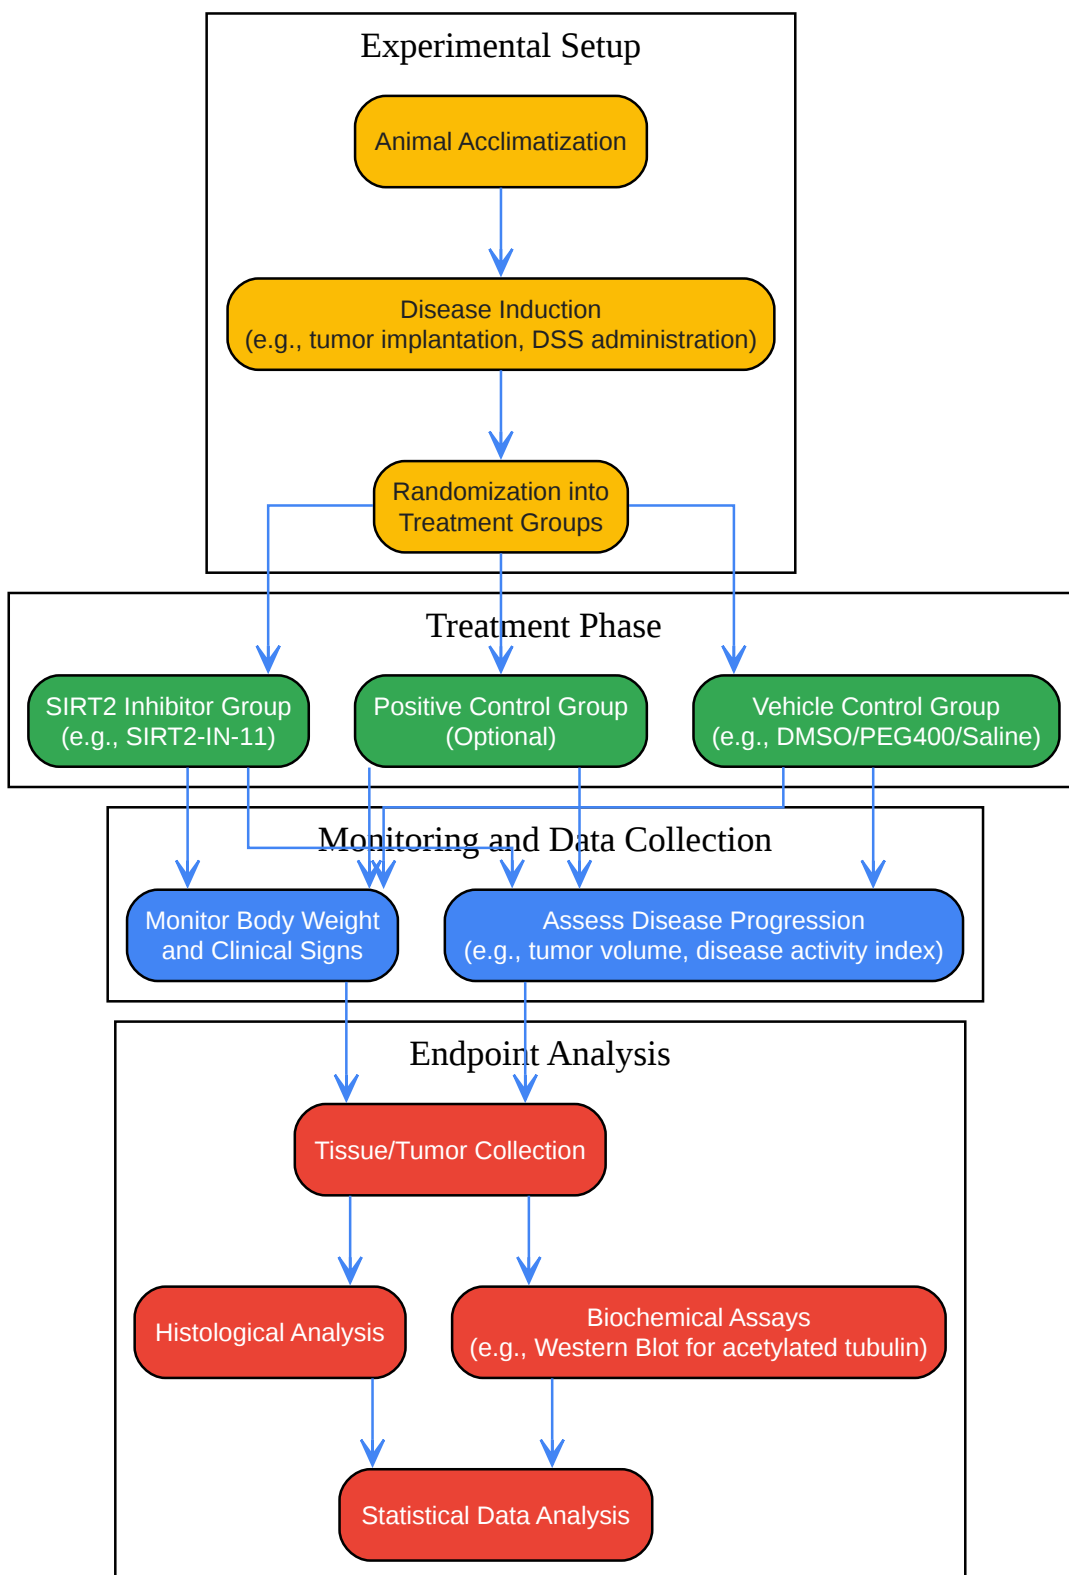 Experimental Setup
Animal Acclimatization
Disease Induction
(e.g., tumor implantation, DSS administration)
Randomization into
Treatment Groups
Treatment Phase
SIRT2 Inhibitor Group
(e.g., SIRT2-IN-11)
Positive Control Group
(Optional)
Vehicle Control Group
(e.g., DMSO/PEG400/Saline)
Monitoring and Data Collection
Monitor Body Weight
and Clinical Signs
Assess Disease Progression
(e.g., tumor volume, disease activity index)
Endpoint Analysis
Tissue/Tumor Collection
Histological Analysis
Biochemical Assays
(e.g., Western Blot for acetylated tubulin)
Statistical Data Analysis